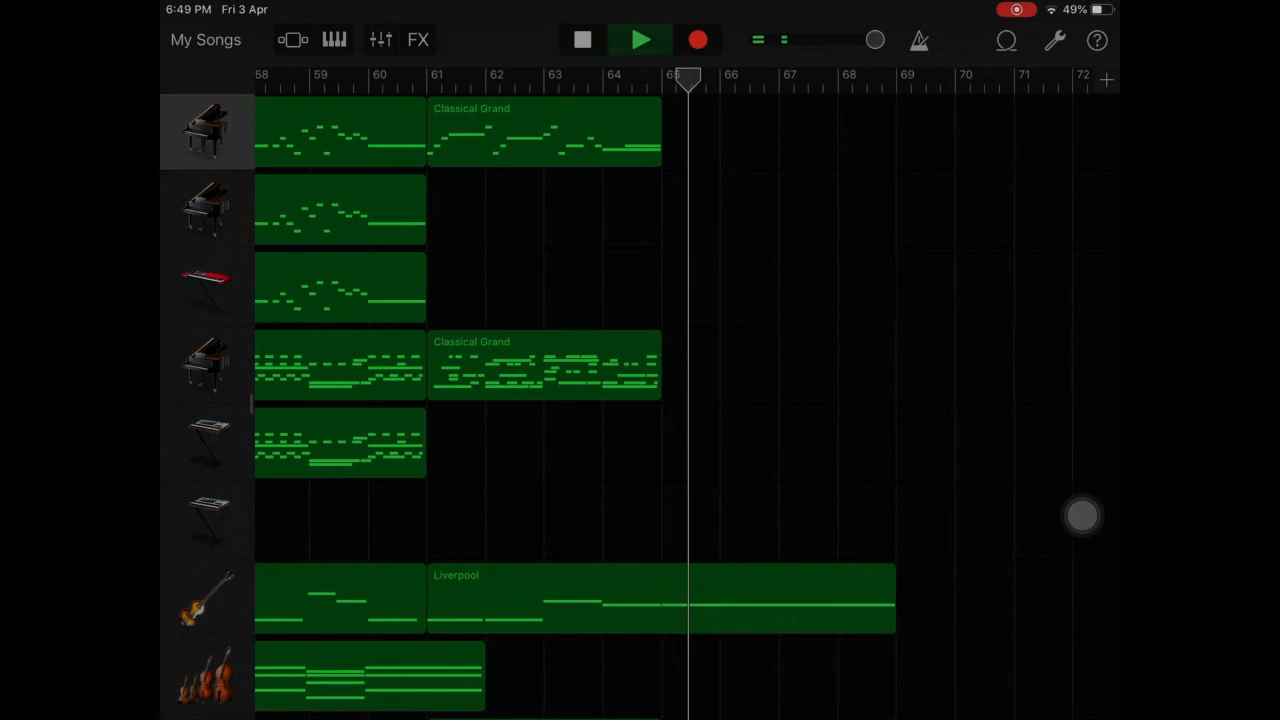 6:49 PM Fri 3 Apr 49%
My Songs FX
58 59 60 61 62 63 64 65 66 67 68 69 70 71 72
Classical Grand
Classical Grand
Liverpool